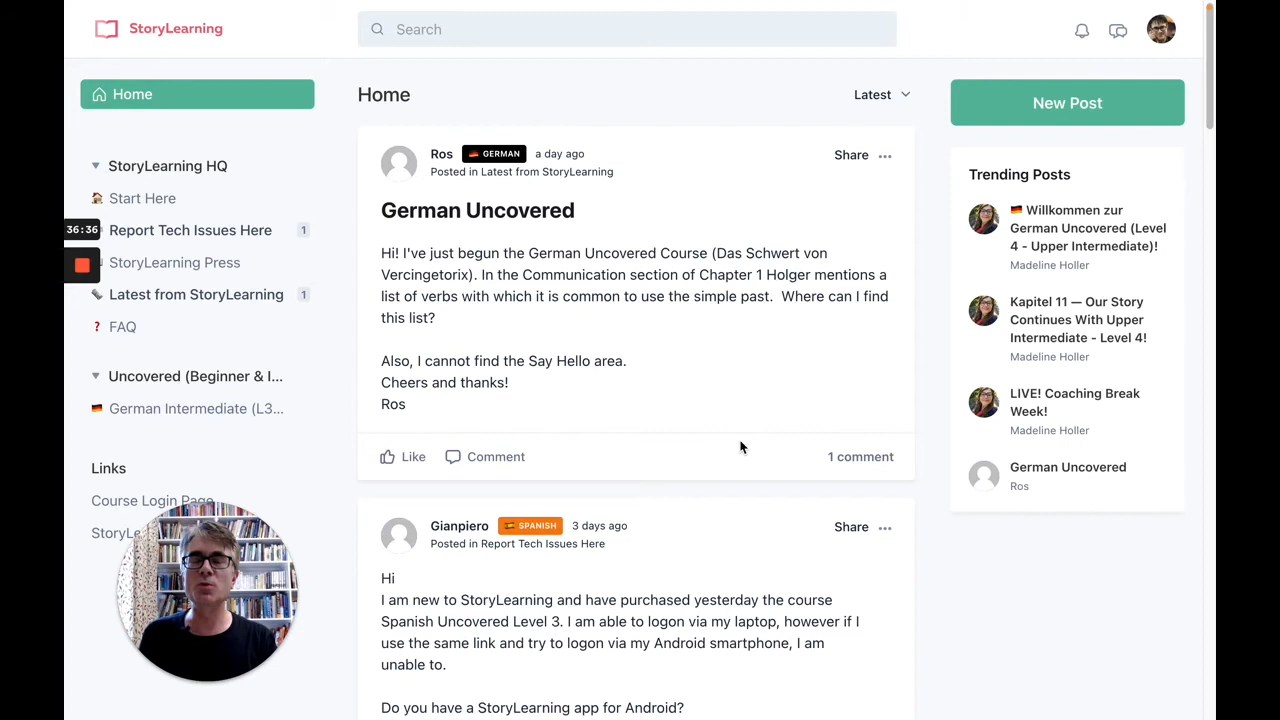 StoryLearning
Search
Home
StoryLearning HQ
Start Here
Report Tech Issues Here 1
StoryLearning Press
Latest from StoryLearning 1
FAQ
Uncovered (Beginner & I...
German Intermediate (L3...
Links
Course Login Page
StoryLe
36:36
Home
Latest
Ros GERMAN a day ago
Share
Posted in Latest from StoryLearning
German Uncovered
Hi! I've just begun the German Uncovered Course (Das Schwert von
Vercingetorix). In the Communication section of Chapter 1 Holger mentions a
list of verbs with which it is common to use the simple past. Where can I find
this list?
Also, I cannot find the Say Hello area.
Cheers and thanks!
Ros
Like Comment 1 comment
Gianpiero SPANISH 3 days ago
Share
Posted in Report Tech Issues Here
Hi
I am new to StoryLearning and have purchased yesterday the course
Spanish Uncovered Level 3. I am able to logon via my laptop, however if I
use the same link and try to logon via my Android smartphone, I am
unable to.
Do you have a StoryLearning app for Android?
New Post
Trending Posts
Willkommen zur
German Uncovered (Level
4 - Upper Intermediate)!
Madeline Holler
Kapitel 11 — Our Story
Continues With Upper
Intermediate - Level 4!
Madeline Holler
LIVE! Coaching Break
Week!
Madeline Holler
German Uncovered
Ros